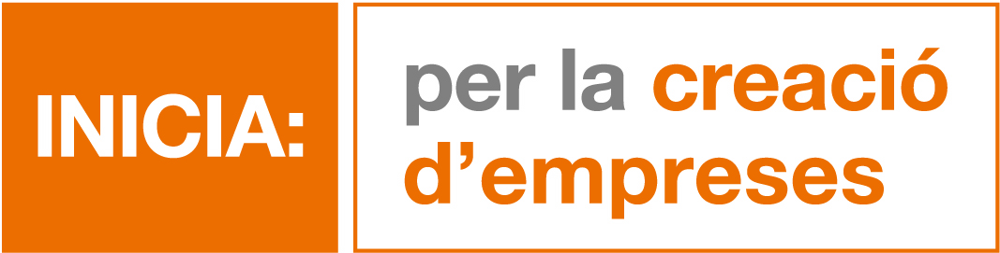 INICIA:
per la creació
d’empreses